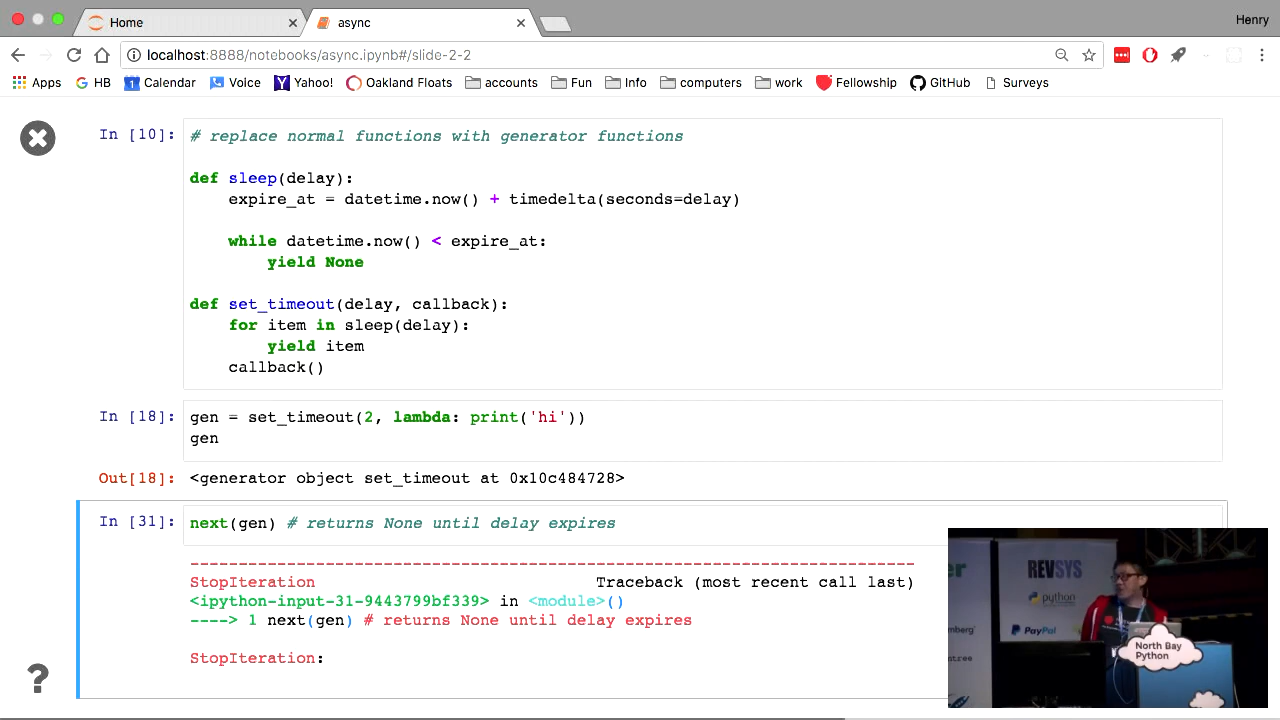 Home
async
Henry
localhost:8888/notebooks/async.ipynb#/slide-2-2
Apps
HB
Calendar
Voice
Yahoo!
Oakland Floats
accounts
Fun
Info
computers
work
Fellowship
GitHub
Surveys
In [10]:
# replace normal functions with generator functions
def sleep(delay):
    expire_at = datetime.now() + timedelta(seconds=delay)
    while datetime.now() < expire_at:
        yield None
def set_timeout(delay, callback):
    for item in sleep(delay):
        yield item
    callback()
In [18]:
gen = set_timeout(2, lambda: print('hi'))
gen
Out[18]:
<generator object set_timeout at 0x10c484728>
In [31]:
next(gen) # returns None until delay expires
---------------------------------------------------------------------------
StopIteration                             Traceback (most recent call last)
<ipython-input-31-9443799bf339> in <module>()
----> 1 next(gen) # returns None until delay expires
StopIteration:
?
REVSYS
python
PayPal
North Bay
Python